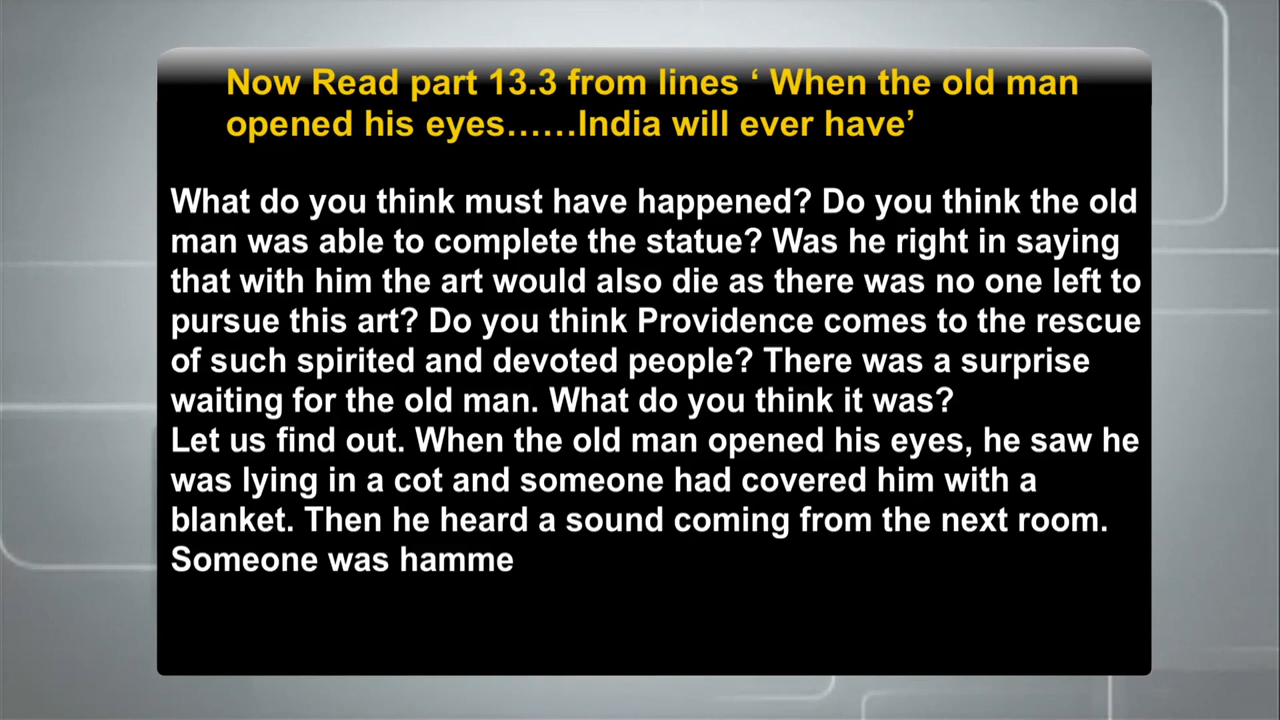 Now Read part 13.3 from lines ‘ When the old man
opened his eyes……India will ever have’
What do you think must have happened? Do you think the old
man was able to complete the statue? Was he right in saying
that with him the art would also die as there was no one left to
pursue this art? Do you think Providence comes to the rescue
of such spirited and devoted people? There was a surprise
waiting for the old man. What do you think it was?
Let us find out. When the old man opened his eyes, he saw he
was lying in a cot and someone had covered him with a
blanket. Then he heard a sound coming from the next room.
Someone was hamme